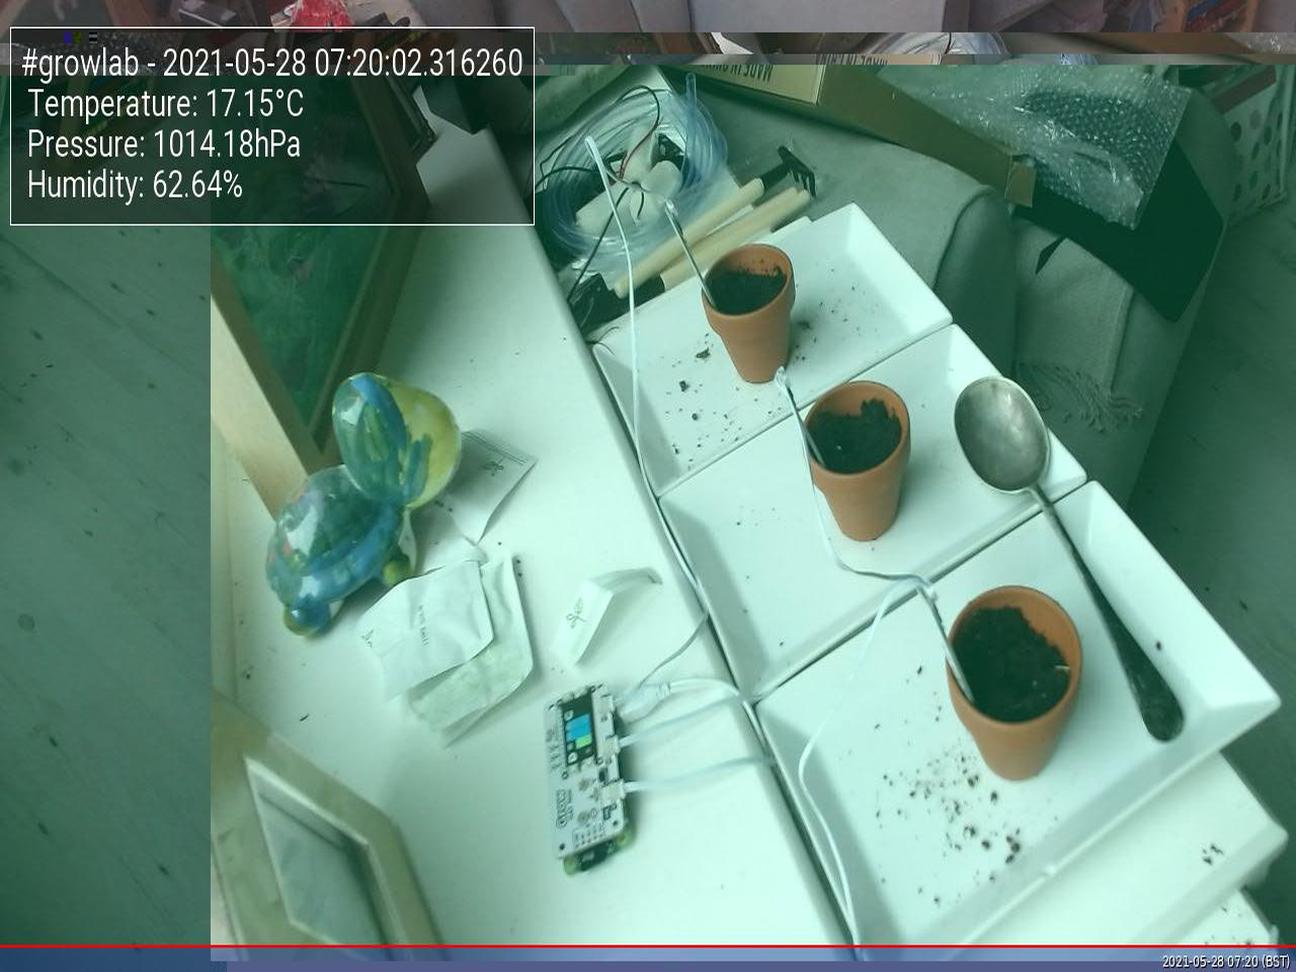 #growlab - 2021-05-28 07:20:02.316260
Temperature: 17.15°C
Pressure: 1014.18hPa
Humidity: 62.64%
2021-05-28 07:20 (BST)